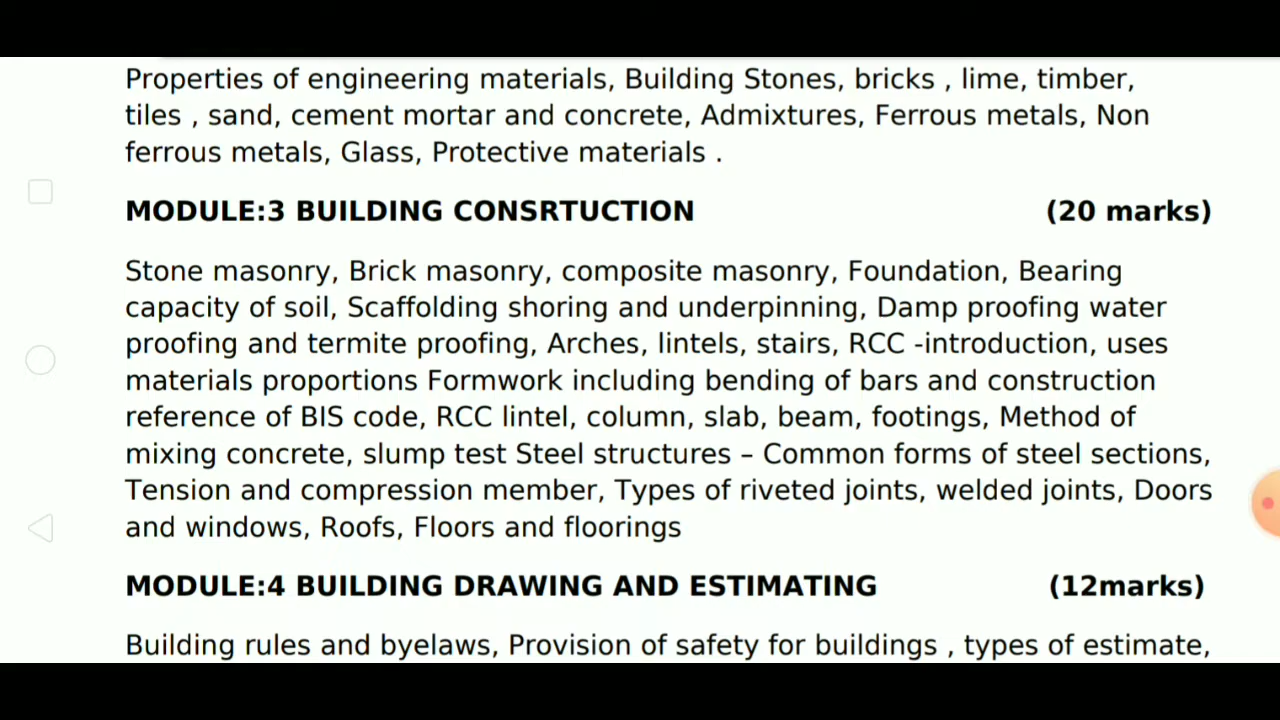 Properties of engineering materials, Building Stones, bricks , lime, timber,
tiles , sand, cement mortar and concrete, Admixtures, Ferrous metals, Non
ferrous metals, Glass, Protective materials .
MODULE:3 BUILDING CONSRTUCTION (20 marks)
Stone masonry, Brick masonry, composite masonry, Foundation, Bearing
capacity of soil, Scaffolding shoring and underpinning, Damp proofing water
proofing and termite proofing, Arches, lintels, stairs, RCC -introduction, uses
materials proportions Formwork including bending of bars and construction
reference of BIS code, RCC lintel, column, slab, beam, footings, Method of
mixing concrete, slump test Steel structures – Common forms of steel sections,
Tension and compression member, Types of riveted joints, welded joints, Doors
and windows, Roofs, Floors and floorings
MODULE:4 BUILDING DRAWING AND ESTIMATING (12marks)
Building rules and byelaws, Provision of safety for buildings , types of estimate,